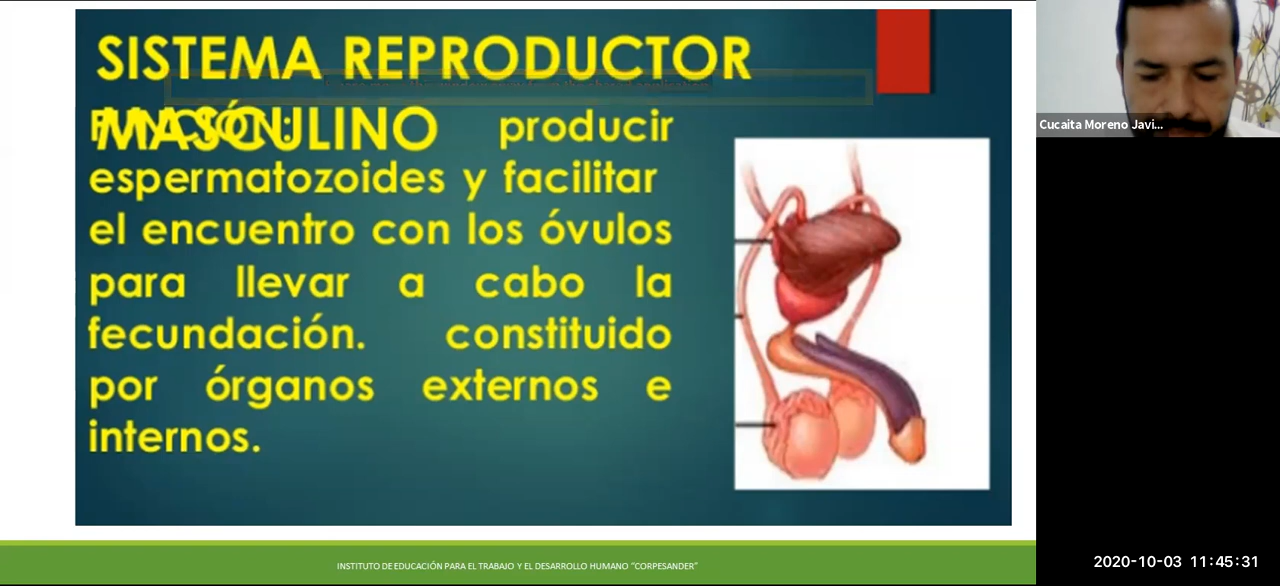 SISTEMA REPRODUCTOR
MASCULINO
FUNCIÓN: producir
espermatozoides y facilitar
el encuentro con los óvulos
para llevar a cabo la
fecundación. constituido
por órganos externos e
internos.
INSTITUTO DE EDUCACIÓN PARA EL TRABAJO Y EL DESARROLLO HUMANO “CORPESANDER”
Cucaita Moreno Javi...
2020-10-03 11:45:31